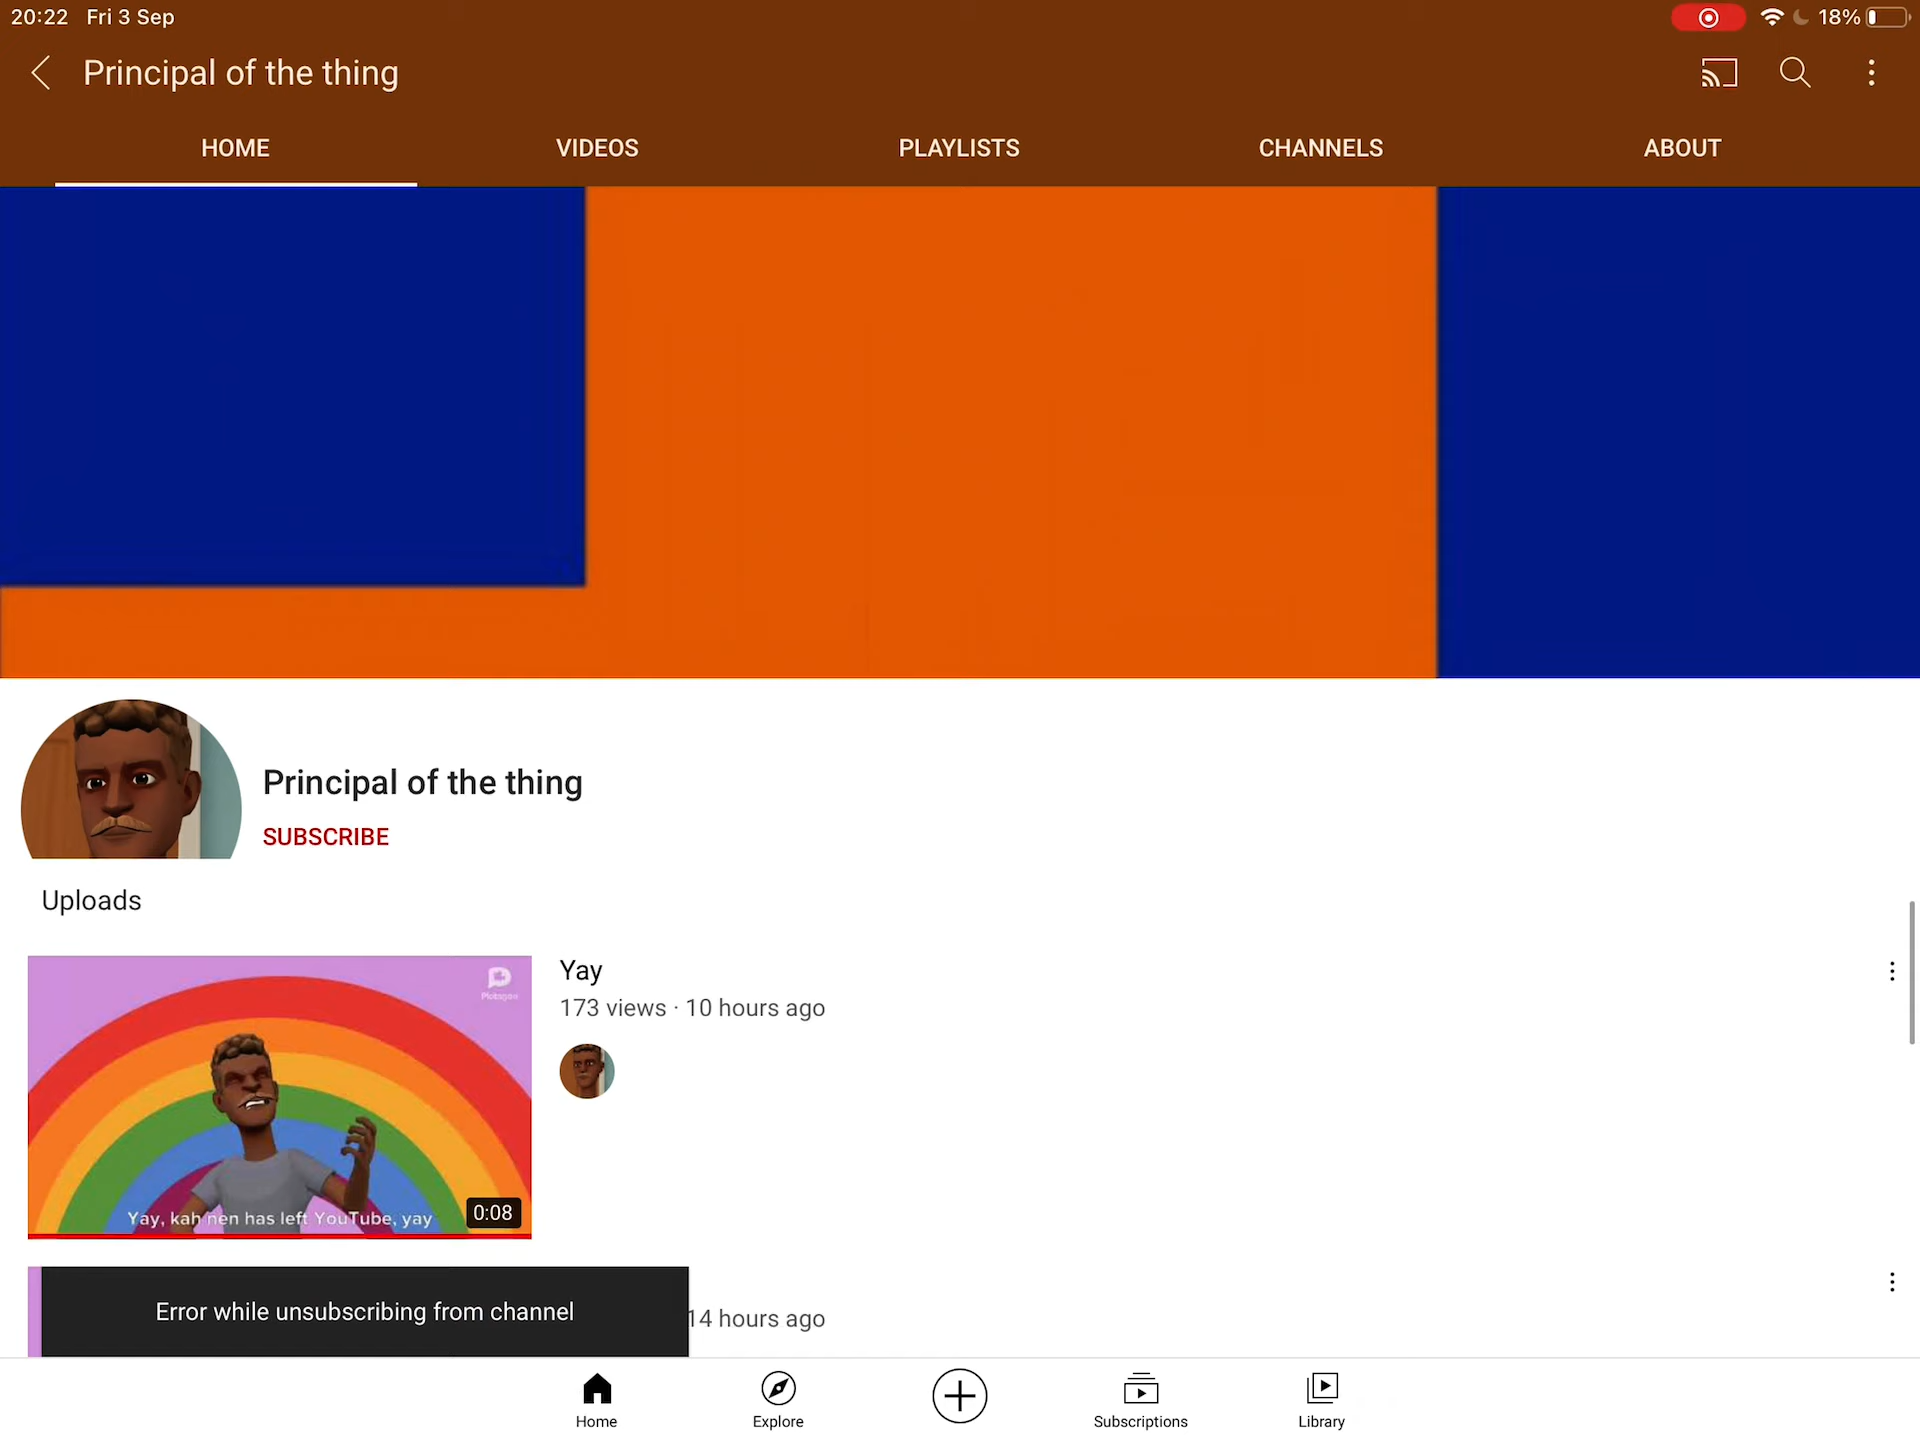 20:22 Fri 3 Sep 18%
Principal of the thing
HOME VIDEOS PLAYLISTS CHANNELS ABOUT
Principal of the thing
SUBSCRIBE
Uploads
Plotagon
Yay
173 views · 10 hours ago
Yay, kah nen has left YouTube, yay
0:08
Error while unsubscribing from channel
14 hours ago
Home Explore Subscriptions Library